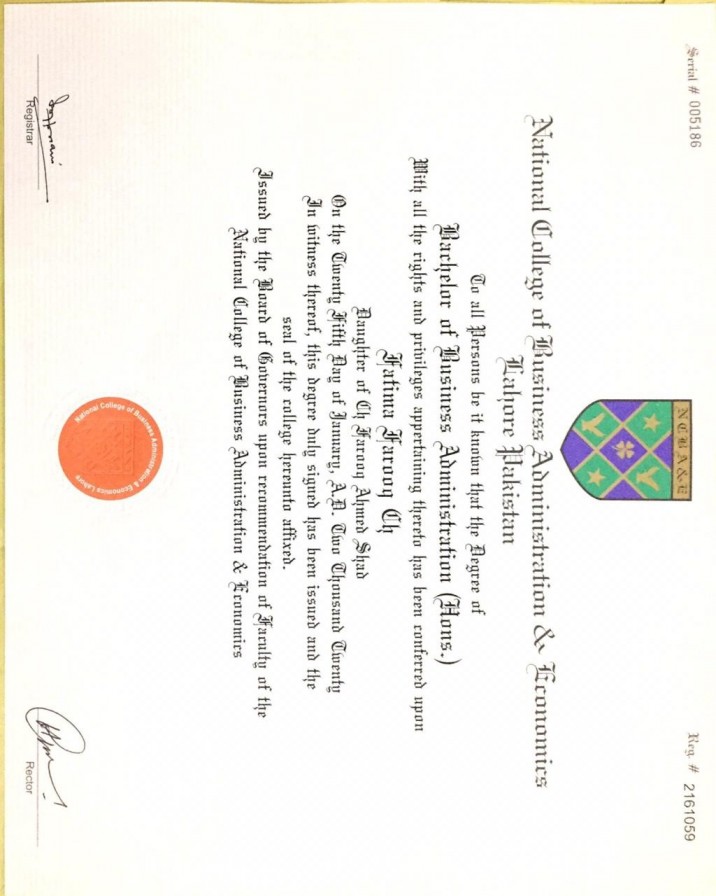 Serial # 005186
Reg. # 2161059
NCBA&E
National College of Business Administration & Economics
Lahore Pakistan
To all Persons be it known that the Degree of
Bachelor of Business Administration (Hons.)
With all the rights and privileges appertaining thereto has been conferred upon
Fatima Farooq Ch
Daughter of Ch Farooq Ahmed Shad
On the Twenty Fifth Day of January, A.D. Two Thousand Twenty
In witness thereof, this degree duly signed has been issued and the
seal of the college hereunto affixed.
Issued by the Board of Governors upon recommendation of Faculty of the
National College of Business Administration & Economics
National College of Business Administration & Economics Lahore
Registrar
Rector